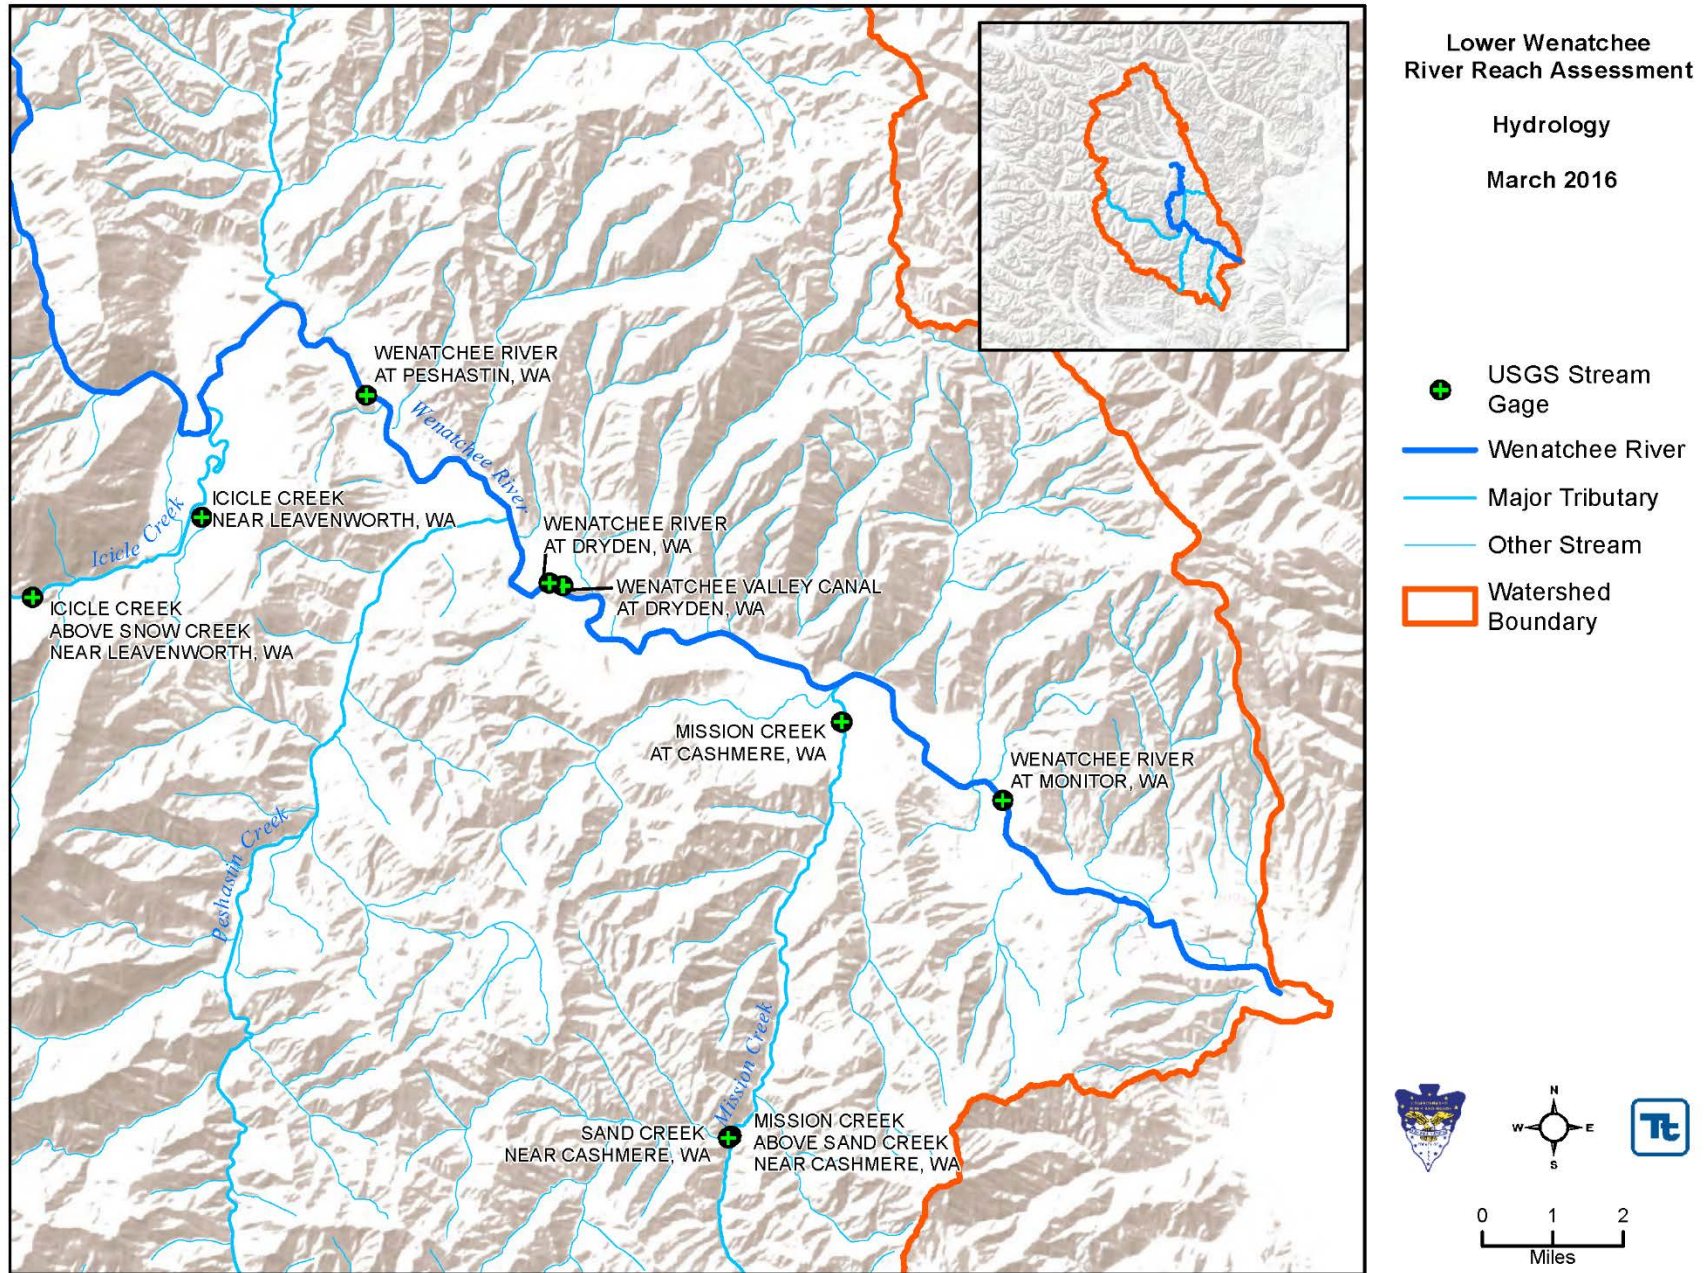 Lower Wenatchee
River Reach Assessment
Hydrology
March 2016
WENATCHEE RIVER
AT PESHASTIN, WA
Wenatchee River
ICICLE CREEK
NEAR LEAVENWORTH, WA
Icicle Creek
WENATCHEE RIVER
AT DRYDEN, WA
WENATCHEE VALLEY CANAL
AT DRYDEN, WA
ICICLE CREEK
ABOVE SNOW CREEK
NEAR LEAVENWORTH, WA
MISSION CREEK
AT CASHMERE, WA
WENATCHEE RIVER
AT MONITOR, WA
Peshastin Creek
Mission Creek
SAND CREEK
NEAR CASHMERE, WA
MISSION CREEK
ABOVE SAND CREEK
NEAR CASHMERE, WA
USGS Stream
Gage
Wenatchee River
Major Tributary
Other Stream
Watershed
Boundary
N
W E
S
Tt
0 1 2
Miles